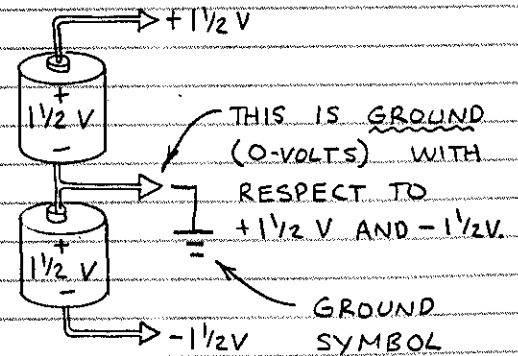 +1½ V
+
1½ V
−
THIS IS GROUND
(0-VOLTS) WITH
RESPECT TO
+1½ V AND -1½V.
+
1½ V
−
GROUND
SYMBOL
-1½V